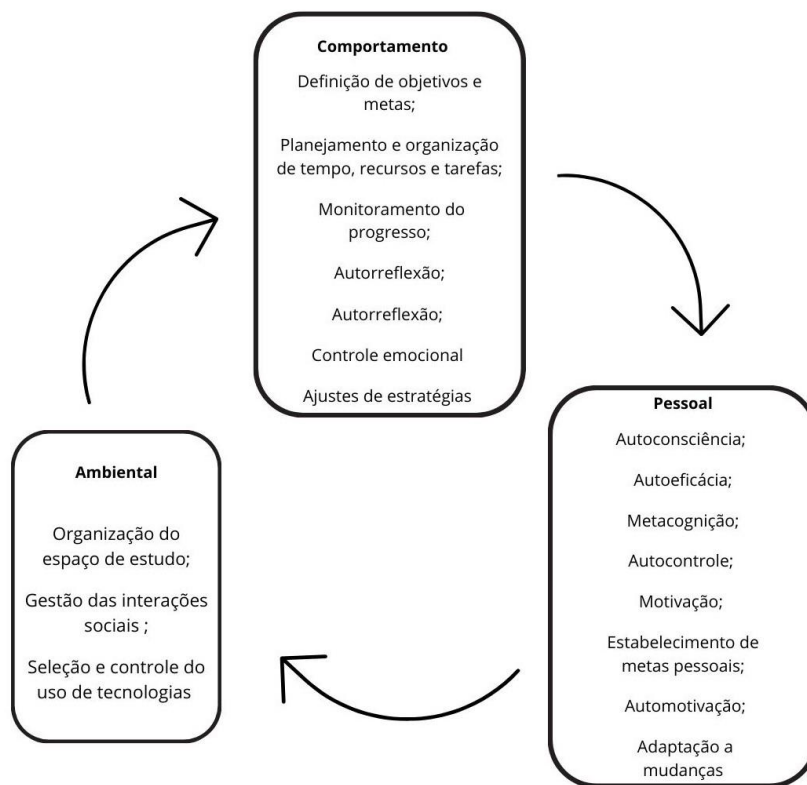 Comportamento
Definição de objetivos e
metas;
Planejamento e organização
de tempo, recursos e tarefas;
Monitoramento do
progresso;
Autorreflexão;
Autorreflexão;
Controle emocional
Ajustes de estratégias
Pessoal
Autoconsciência;
Autoeficácia;
Metacognição;
Autocontrole;
Motivação;
Estabelecimento de
metas pessoais;
Automotivação;
Adaptação a
mudanças
Ambiental
Organização do
espaço de estudo;
Gestão das interações
sociais ;
Seleção e controle do
uso de tecnologias